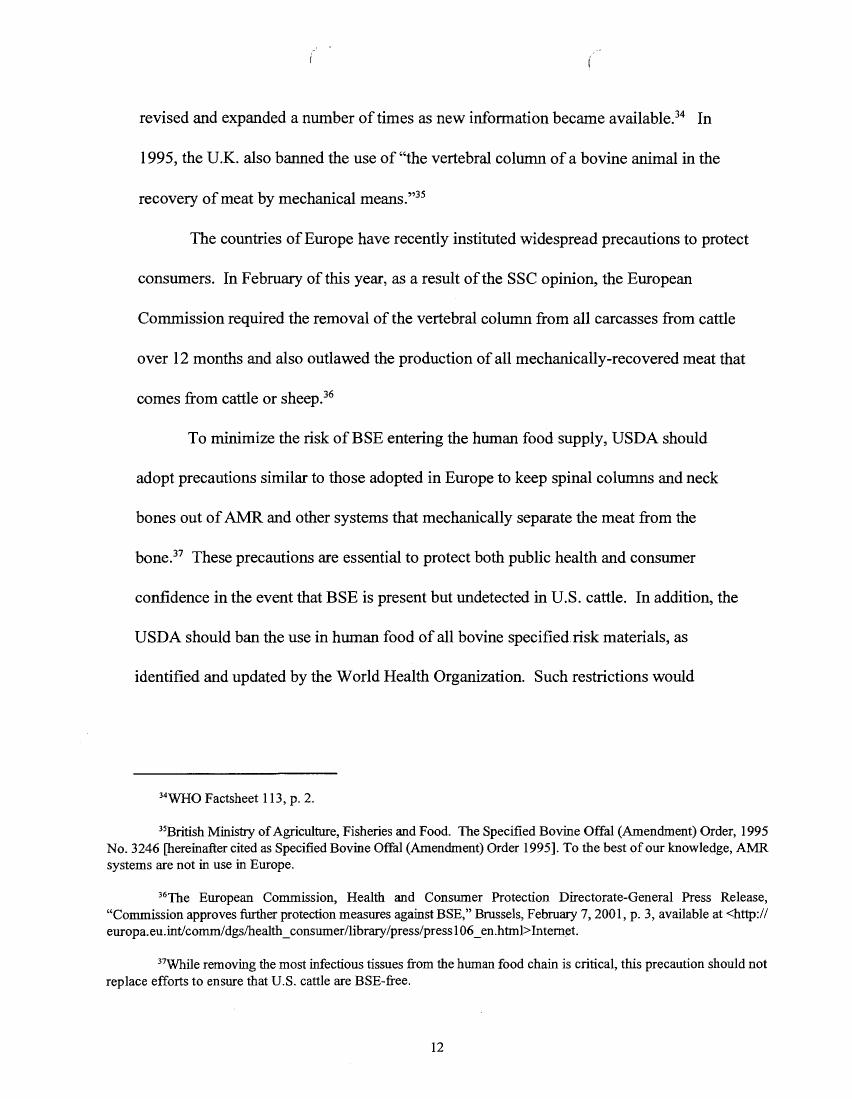 revised and expanded a number of times as new information became available.³⁴ In
1995, the U.K. also banned the use of “the vertebral column of a bovine animal in the
recovery of meat by mechanical means.”³⁵
The countries of Europe have recently instituted widespread precautions to protect
consumers. In February of this year, as a result of the SSC opinion, the European
Commission required the removal of the vertebral column from all carcasses from cattle
over 12 months and also outlawed the production of all mechanically-recovered meat that
comes from cattle or sheep.³⁶
To minimize the risk of BSE entering the human food supply, USDA should
adopt precautions similar to those adopted in Europe to keep spinal columns and neck
bones out of AMR and other systems that mechanically separate the meat from the
bone.³⁷ These precautions are essential to protect both public health and consumer
confidence in the event that BSE is present but undetected in U.S. cattle. In addition, the
USDA should ban the use in human food of all bovine specified risk materials, as
identified and updated by the World Health Organization. Such restrictions would
³⁴WHO Factsheet 113, p. 2.
³⁵British Ministry of Agriculture, Fisheries and Food. The Specified Bovine Offal (Amendment) Order, 1995
No. 3246 [hereinafter cited as Specified Bovine Offal (Amendment) Order 1995]. To the best of our knowledge, AMR
systems are not in use in Europe.
³⁶The European Commission, Health and Consumer Protection Directorate-General Press Release,
“Commission approves further protection measures against BSE,” Brussels, February 7, 2001, p. 3, available at <http://
europa.eu.int/comm/dgs/health_consumer/library/press/press106_en.html>Internet.
³⁷While removing the most infectious tissues from the human food chain is critical, this precaution should not
replace efforts to ensure that U.S. cattle are BSE-free.
12